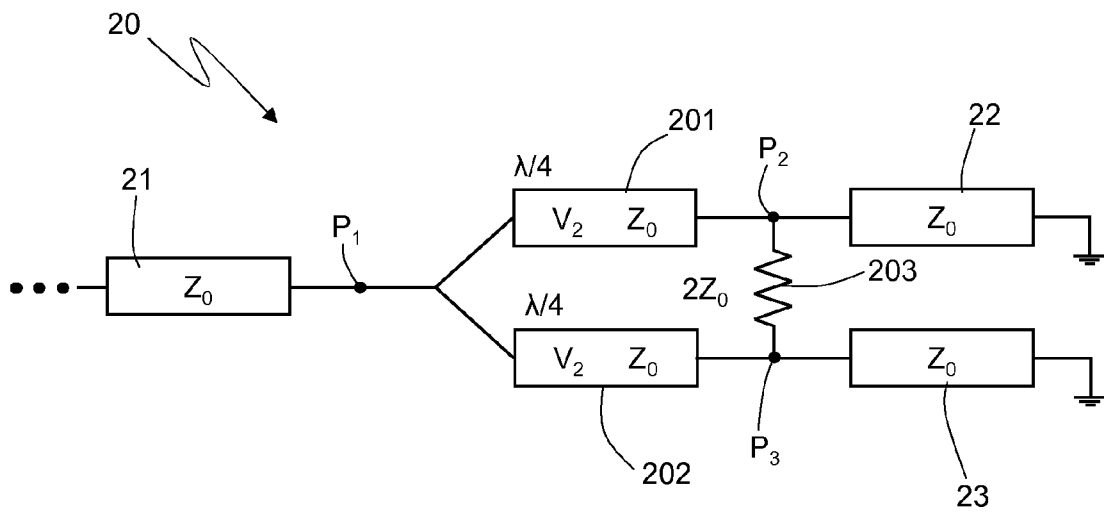 20
201
22
λ/4
P₂
21
V₂ Z₀
Z₀
P₁
Z₀
2Z₀
203
λ/4
V₂ Z₀
Z₀
P₃
202
23